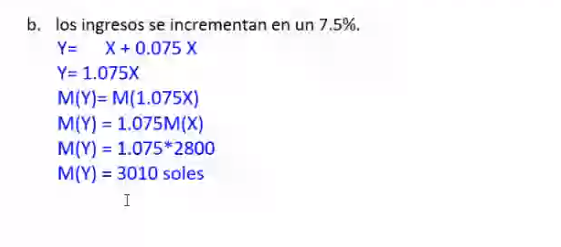 b. los ingresos se incrementan en un 7.5%.
Y= X + 0.075 X
Y= 1.075X
M(Y)= M(1.075X)
M(Y) = 1.075M(X)
M(Y) = 1.075*2800
M(Y) = 3010 soles